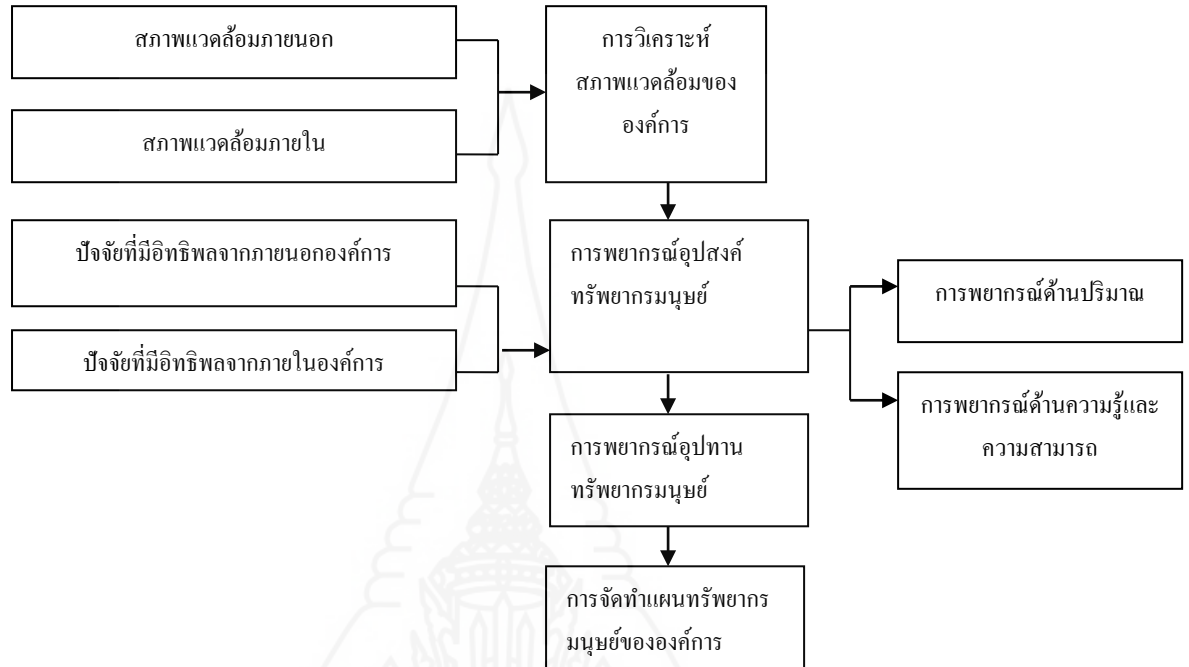 สภาพแวดล้อมภายนอก
การวิเคราะห์
สภาพแวดล้อมของ
องค์การ
สภาพแวดล้อมภายใน
ปัจจัยที่มีอิทธิพลจากภายนอกองค์การ
การพยากรณ์อุปสงค์
ทรัพยากรมนุษย์
ปัจจัยที่มีอิทธิพลจากภายในองค์การ
การพยากรณ์ด้านปริมาณ
การพยากรณ์ด้านความรู้และ
ความสามารถ
การพยากรณ์อุปทาน
ทรัพยากรมนุษย์
การจัดทำแผนทรัพยากร
มนุษย์ขององค์การ